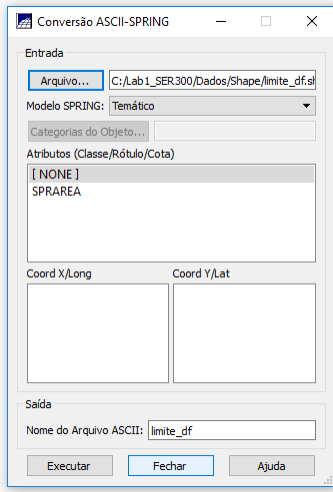 Conversão ASCII-SPRING
Entrada
Arquivo... C:/Lab1_SER300/Dados/Shape/limite_df.sh
Modelo SPRING: Temático
Categorias do Objeto...
Atributos (Classe/Rótulo/Cota)
[ NONE ]
SPRAREA
Coord X/Long Coord Y/Lat
Saída
Nome do Arquivo ASCII: limite_df
Executar Fechar Ajuda